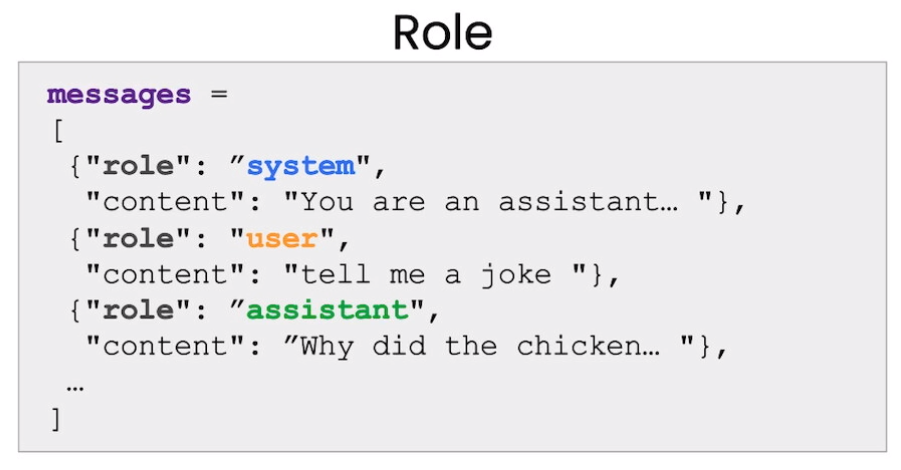 Role
messages =
[
{"role": ”system",
"content": "You are an assistant… "},
{"role": "user",
"content": "tell me a joke "},
{"role": ”assistant",
"content": ”Why did the chicken… "},
…
]